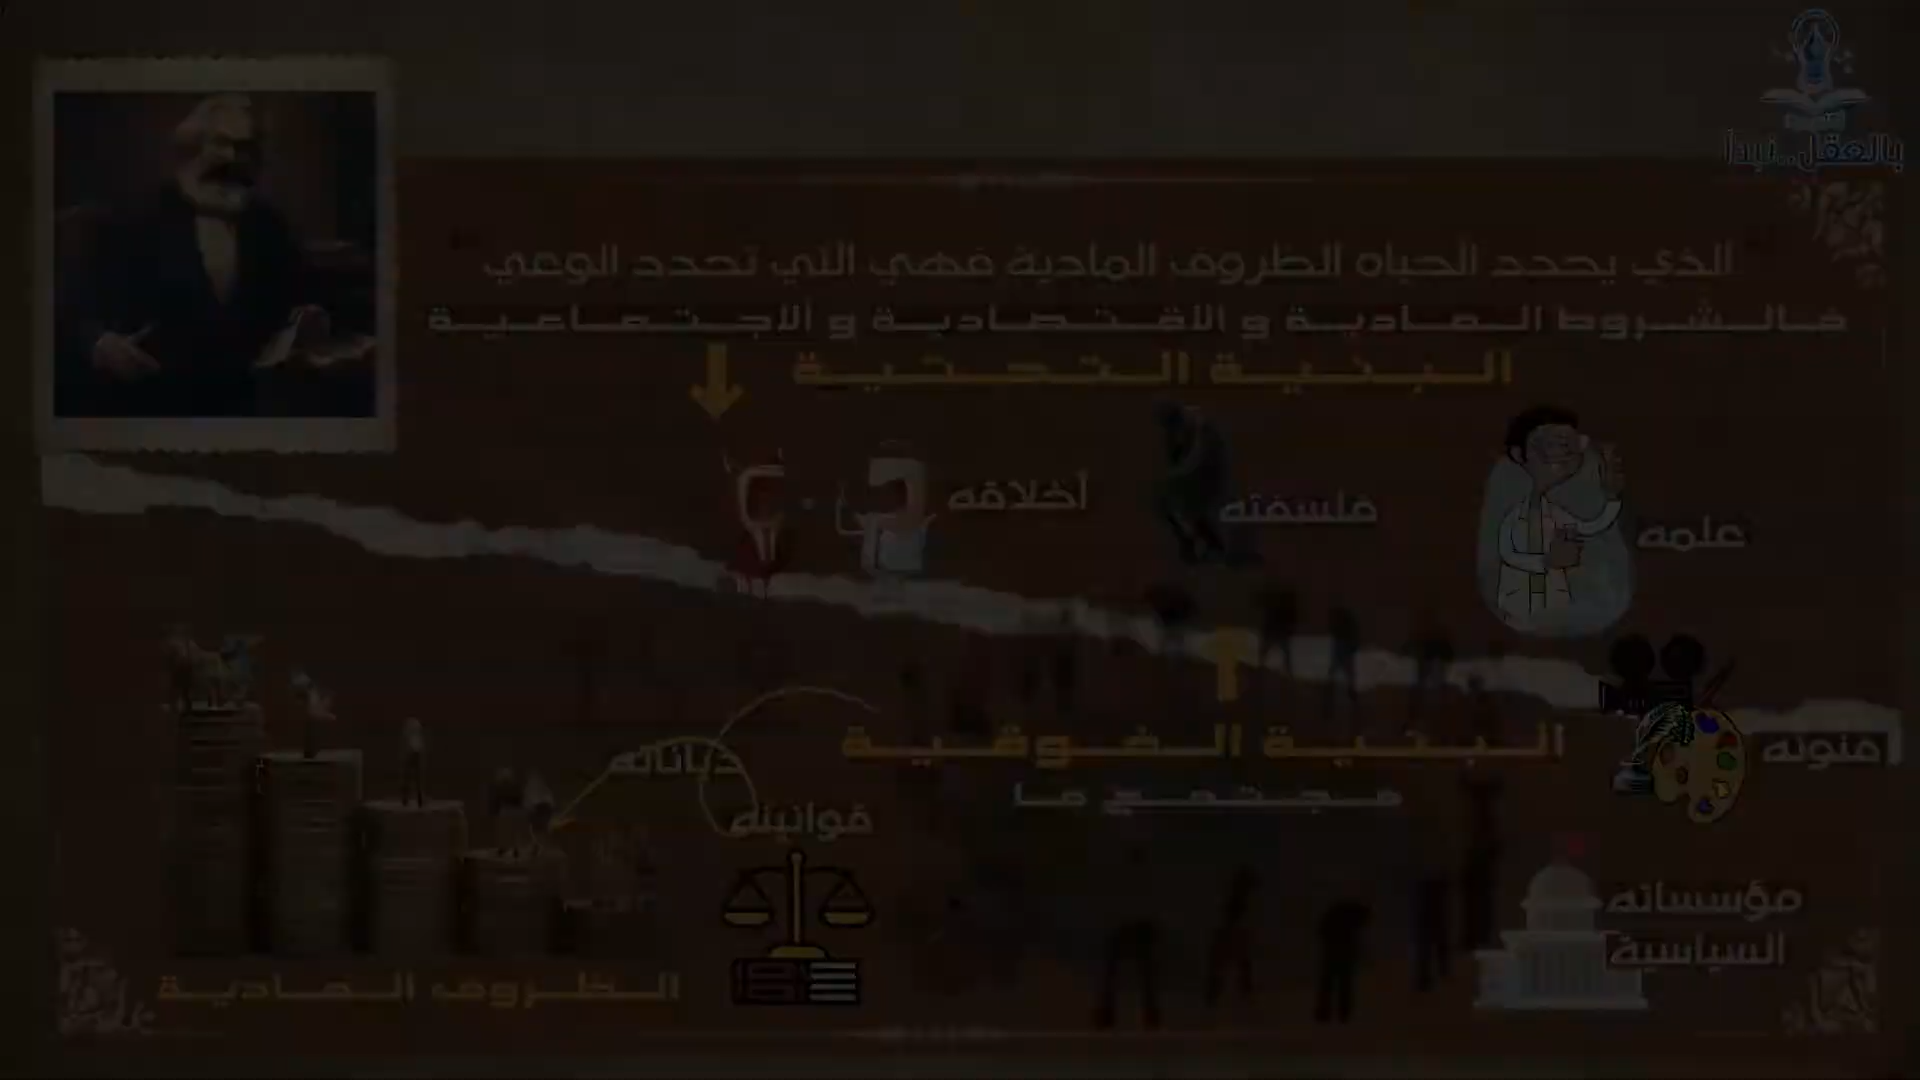 بالعقل..نبدأ
" الذي يحدد الحياه الظروف المادية فهي التي تحدد الوعي "
فالشروط المادية و الاقتصادية و الاجتماعية
البنية التحتية
علمه
فلسفته
أخلاقه
فنونه
البنية الفوقية
مجتمع ما
دياناته
قوانينه
مؤسساته
السياسية
الظروف المادية